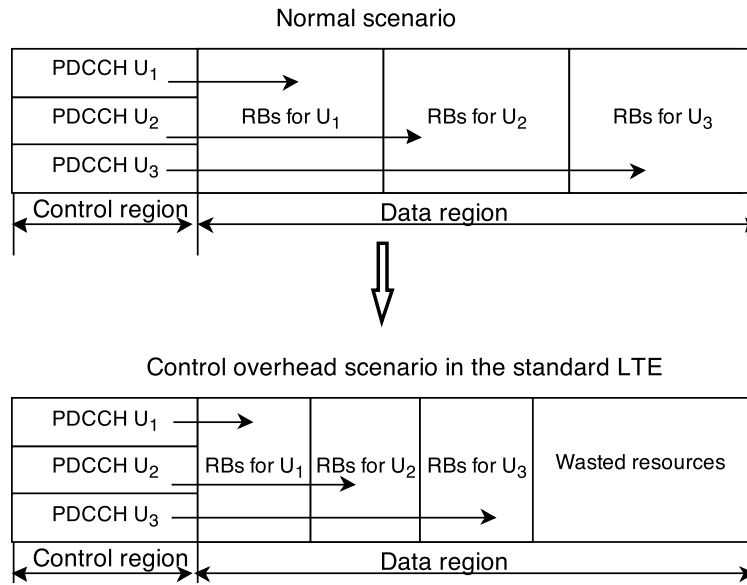 Normal scenario
PDCCH U1
PDCCH U2
PDCCH U3
RBs for U1
RBs for U2
RBs for U3
Control region
Data region
Control overhead scenario in the standard LTE
PDCCH U1
PDCCH U2
PDCCH U3
RBs for U1
RBs for U2
RBs for U3
Wasted resources
Control region
Data region